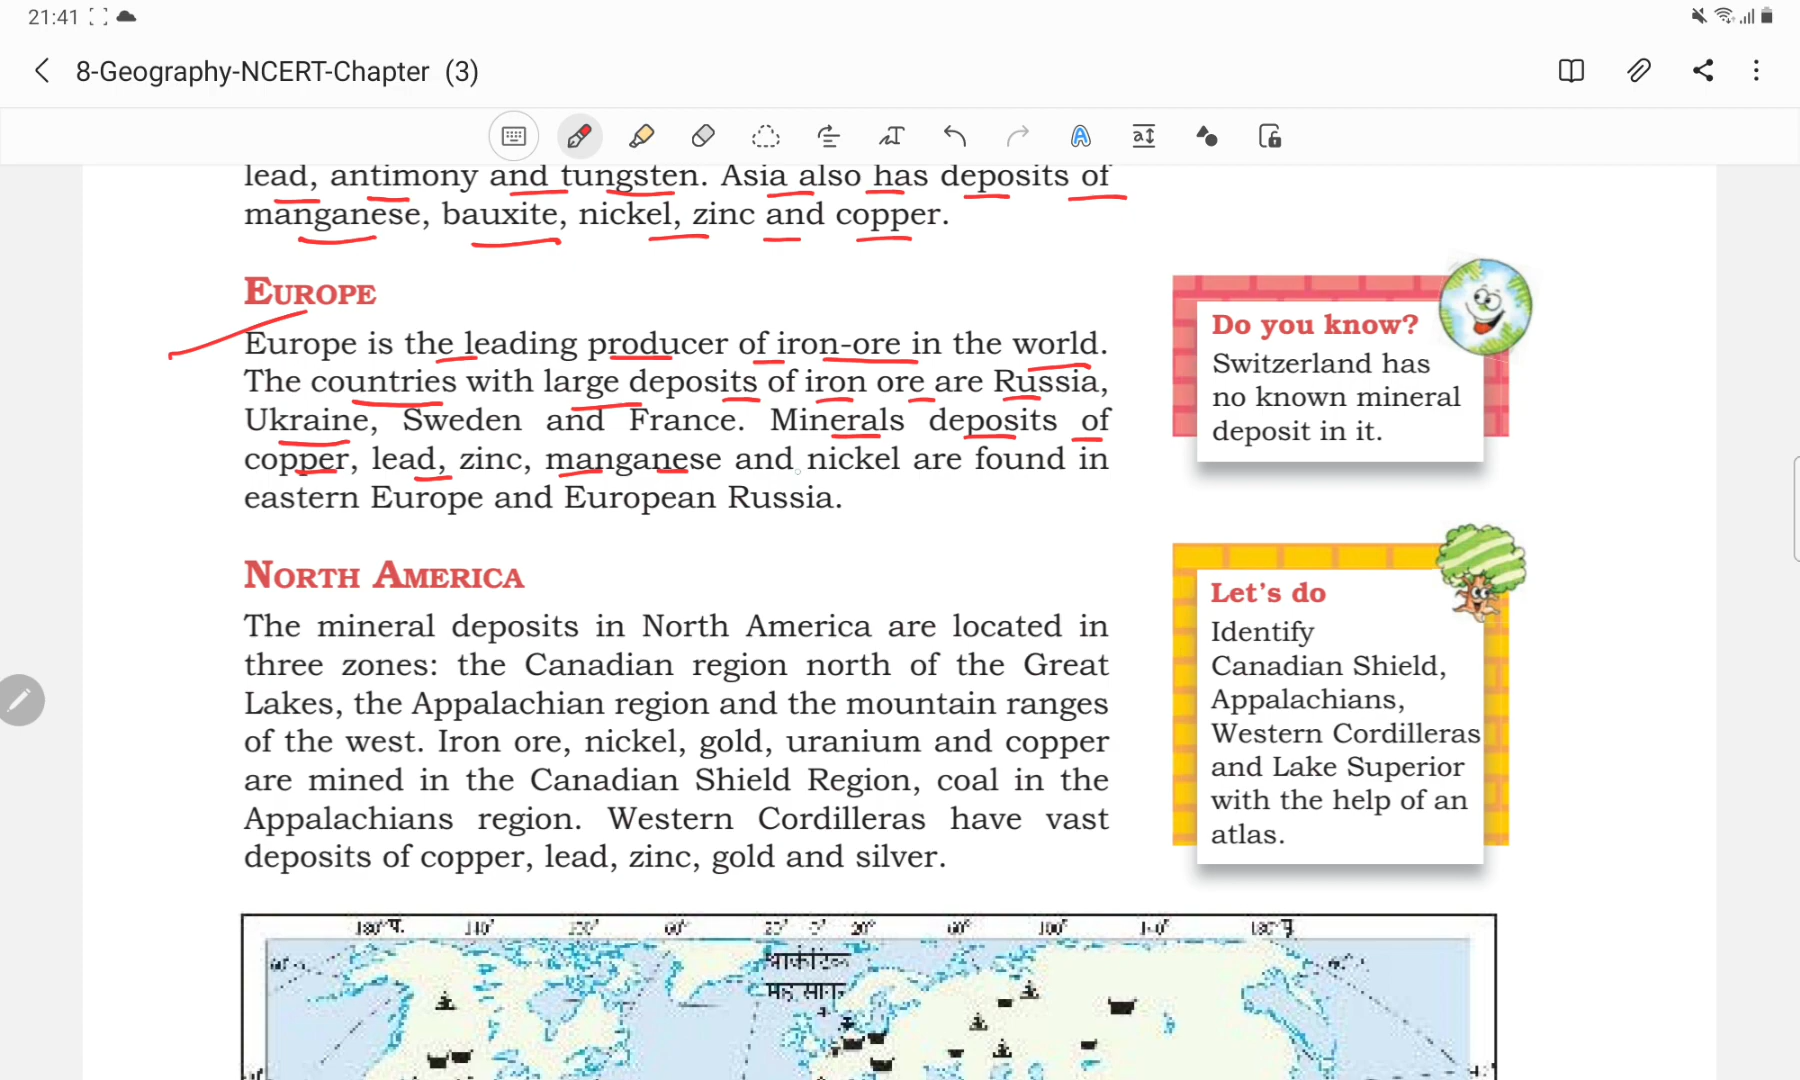 21:41
8-Geography-NCERT-Chapter (3)
lead, antimony and tungsten. Asia also has deposits of
manganese, bauxite, nickel, zinc and copper.
EUROPE
Europe is the leading producer of iron-ore in the world.
The countries with large deposits of iron ore are Russia,
Ukraine, Sweden and France. Minerals deposits of
copper, lead, zinc, manganese and nickel are found in
eastern Europe and European Russia.
Do you know?
Switzerland has
no known mineral
deposit in it.
NORTH AMERICA
The mineral deposits in North America are located in
three zones: the Canadian region north of the Great
Lakes, the Appalachian region and the mountain ranges
of the west. Iron ore, nickel, gold, uranium and copper
are mined in the Canadian Shield Region, coal in the
Appalachians region. Western Cordilleras have vast
deposits of copper, lead, zinc, gold and silver.
Let's do
Identify
Canadian Shield,
Appalachians,
Western Cordilleras
and Lake Superior
with the help of an
atlas.
60° 20° 60° 100°
आर्कटिक